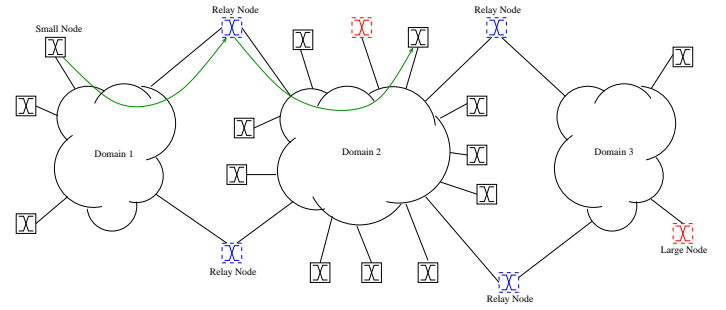 Relay Node
Relay Node
Small Node
Domain 1
Domain 2
Domain 3
Large Node
Relay Node
Relay Node